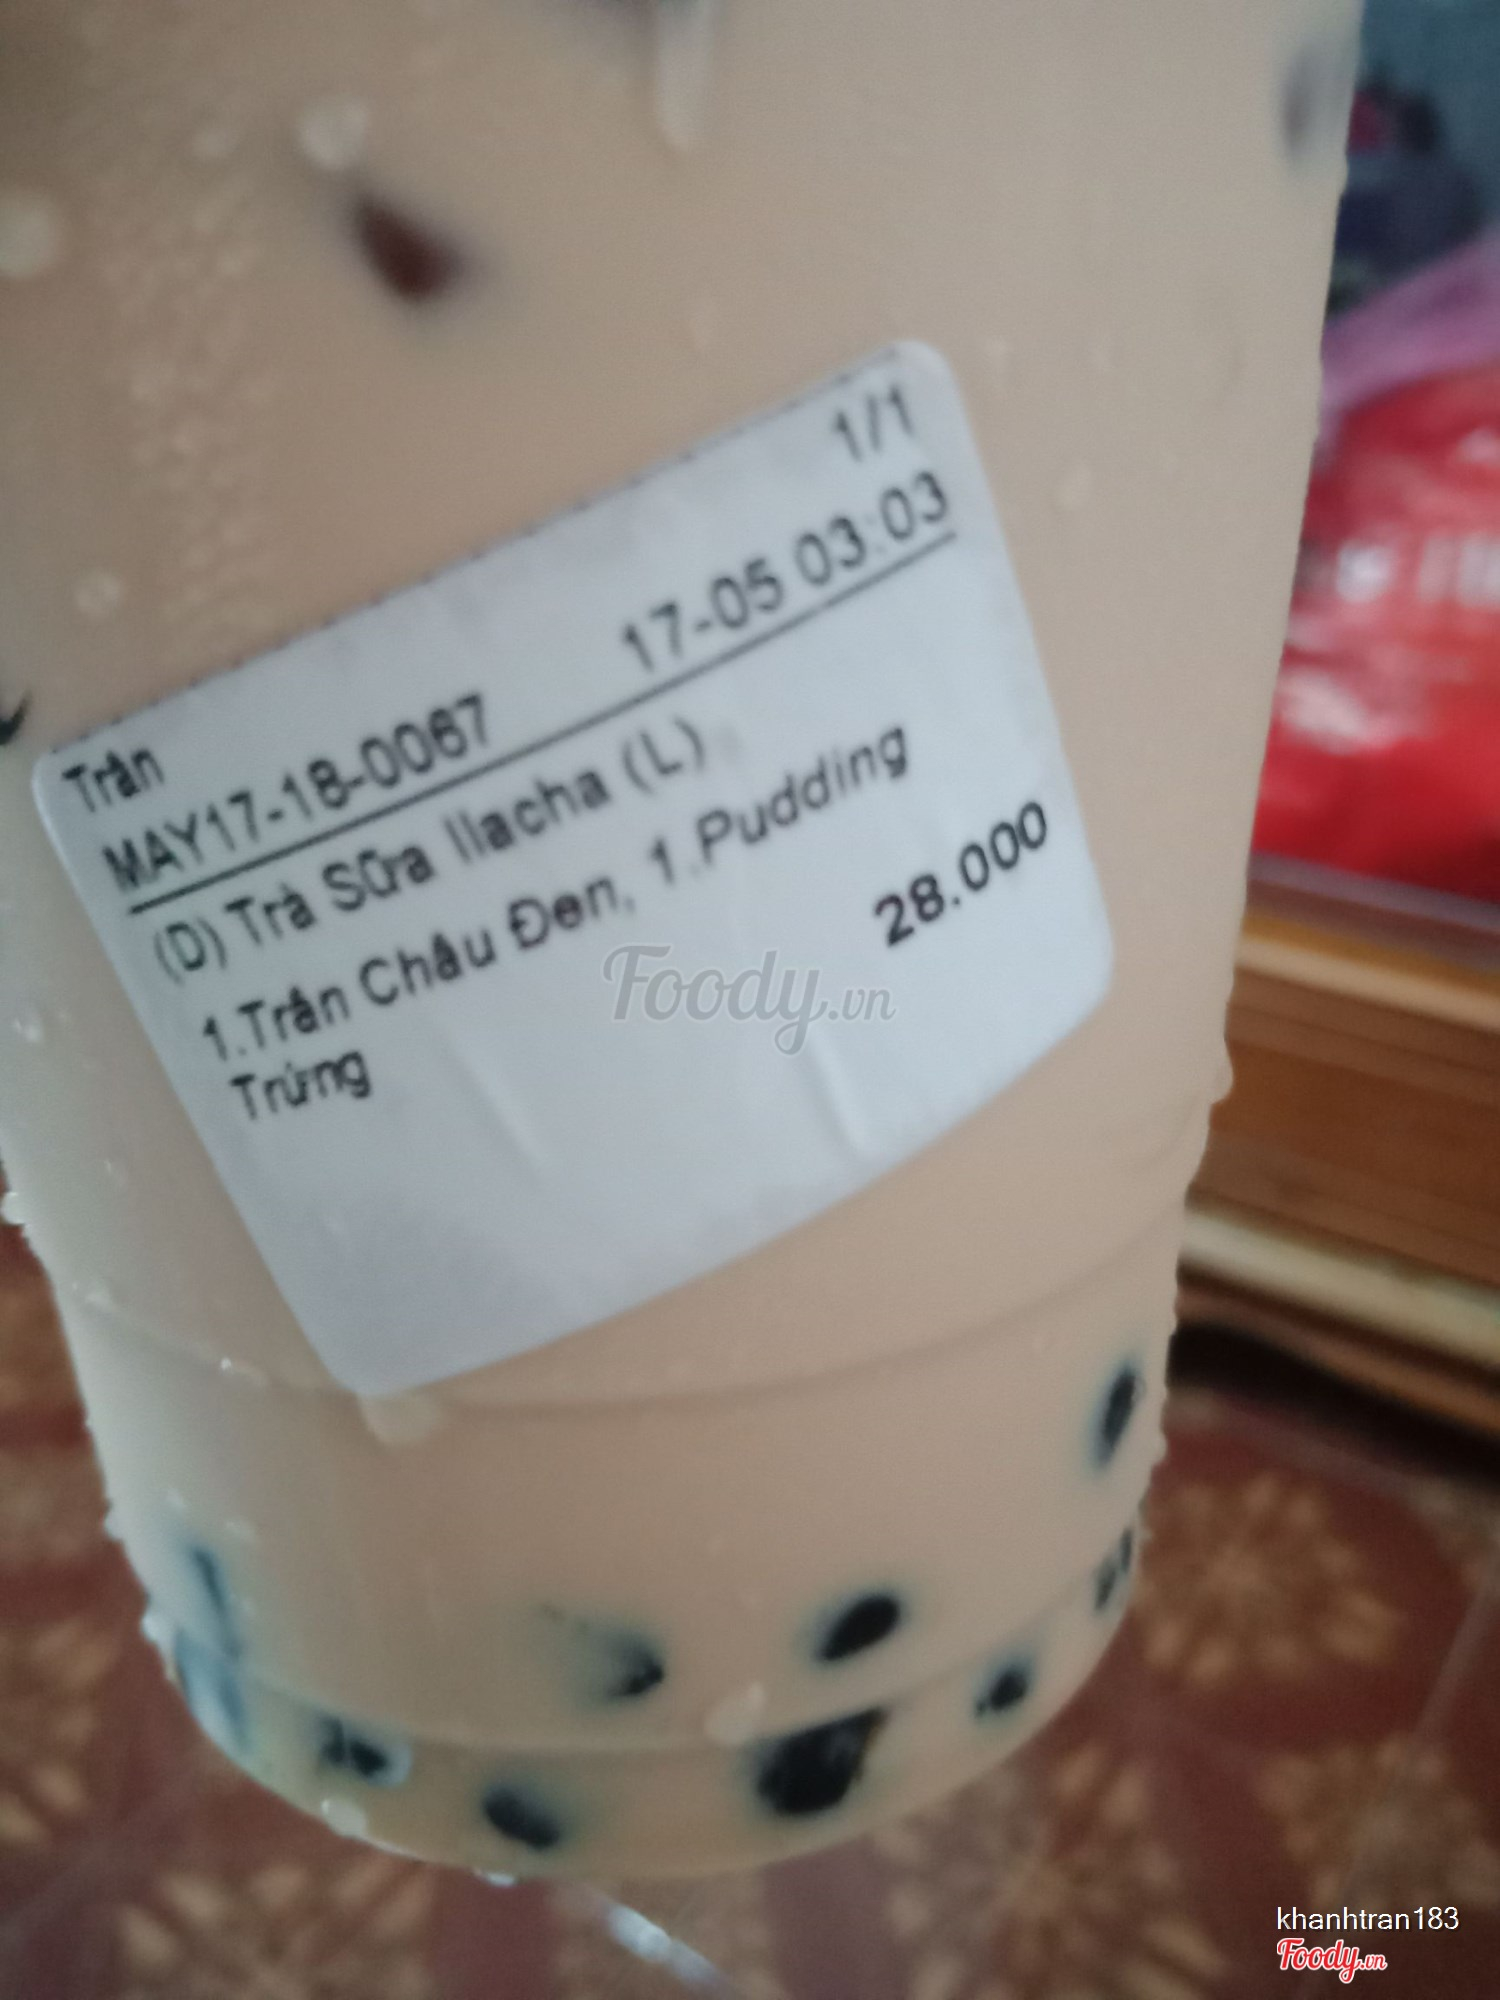 1/1
Trân
MAY17-18-0067 17-05 03:03
(D) Trà Sữa Ilacha (L)
1.Trân Châu Đen, 1.Pudding
Trứng
28.000
Foody.vn
khanhtran183
Foody.vn